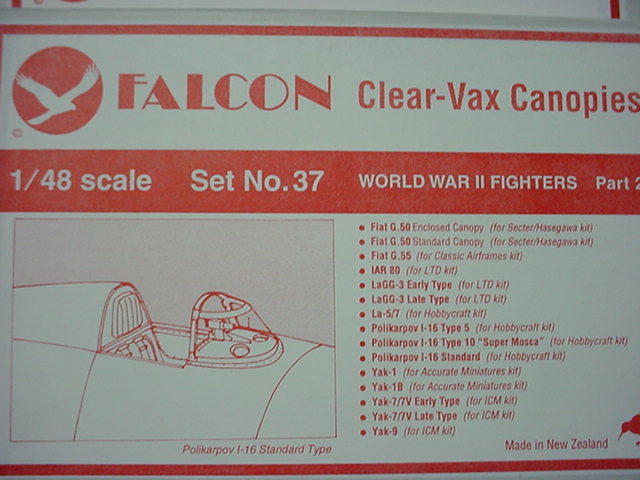 FALCON Clear-Vax Canopies
1/48 scale Set No.37 WORLD WAR II FIGHTERS Part 2
• Fiat G.50 Enclosed Canopy (for Secter/Hasegawa kit)
• Fiat G.50 Standard Canopy (for Secter/Hasegawa kit)
• Fiat G.55 (for Classic Airframes kit)
• IAR 80 (for LTD kit)
• LaGG-3 Early Type (for LTD kit)
• LaGG-3 Late Type (for LTD kit)
• La-5/7 (for Hobbycraft kit)
• Polikarpov I-16 Type 5 (for Hobbycraft kit)
• Polikarpov I-16 Type 10 "Super Mosca" (for Hobbycraft kit)
• Polikarpov I-16 Standard (for Hobbycraft kit)
• Yak-1 (for Accurate Miniatures kit)
• Yak-1B (for Accurate Miniatures kit)
• Yak-7/7V Early Type (for ICM kit)
• Yak-7/7V Late Type (for ICM kit)
• Yak-9 (for ICM kit)
Polikarpov I-16 Standard Type
Made in New Zealand
©